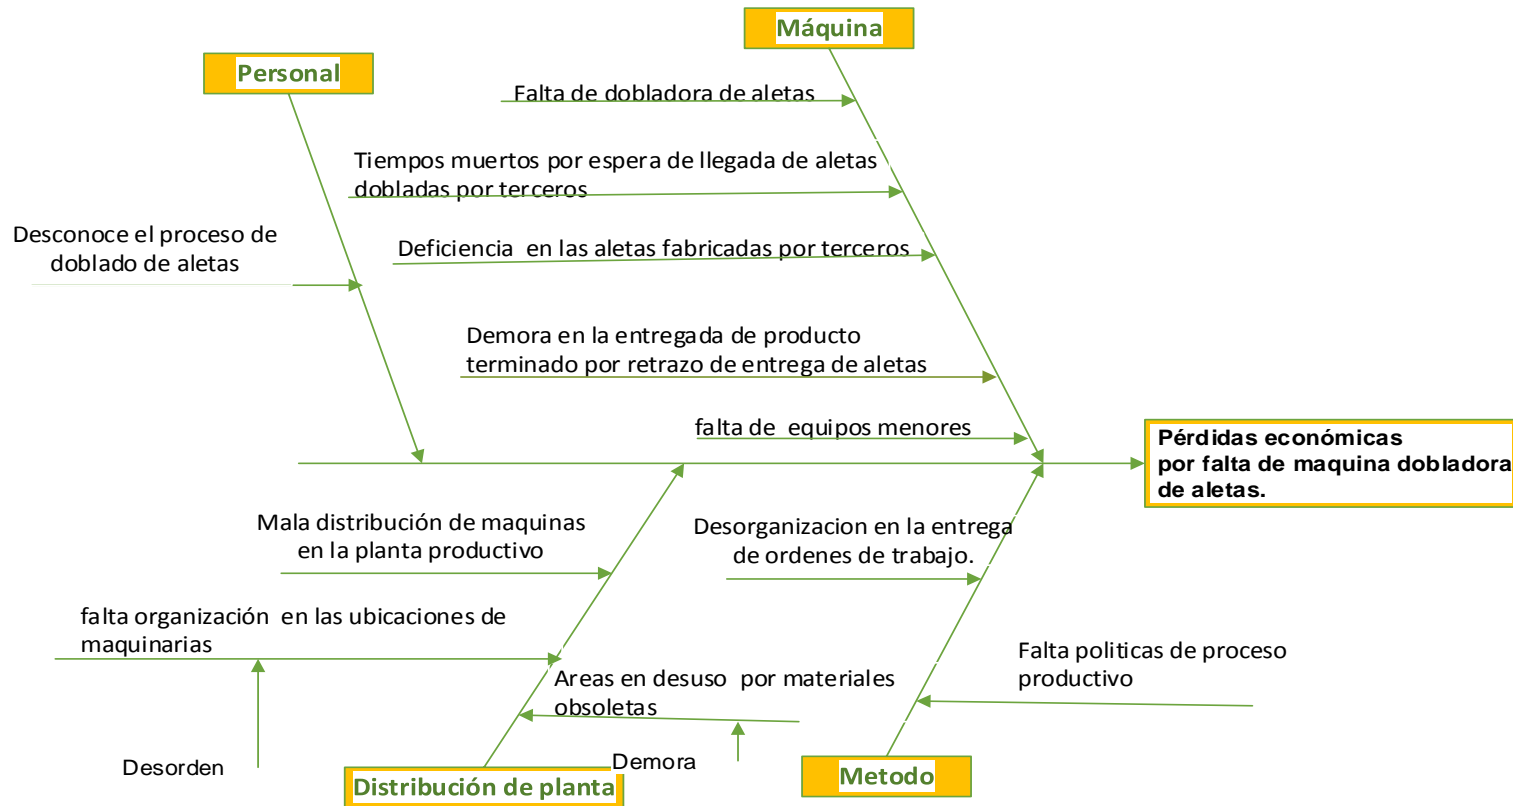 Máquina
Personal
Falta de dobladora de aletas
Tiempos muertos por espera de llegada de aletas
dobladas por terceros
Desconoce el proceso de
doblado de aletas
Deficiencia en las aletas fabricadas por terceros
Demora en la entregada de producto
terminado por retrazo de entrega de aletas
falta de equipos menores
Pérdidas económicas
por falta de maquina dobladora
de aletas.
Mala distribución de maquinas
en la planta productivo
Desorganizacion en la entrega
de ordenes de trabajo.
falta organización en las ubicaciones de
maquinarias
Falta politicas de proceso
productivo
Areas en desuso por materiales
obsoletas
Desorden
Demora
Distribución de planta
Metodo